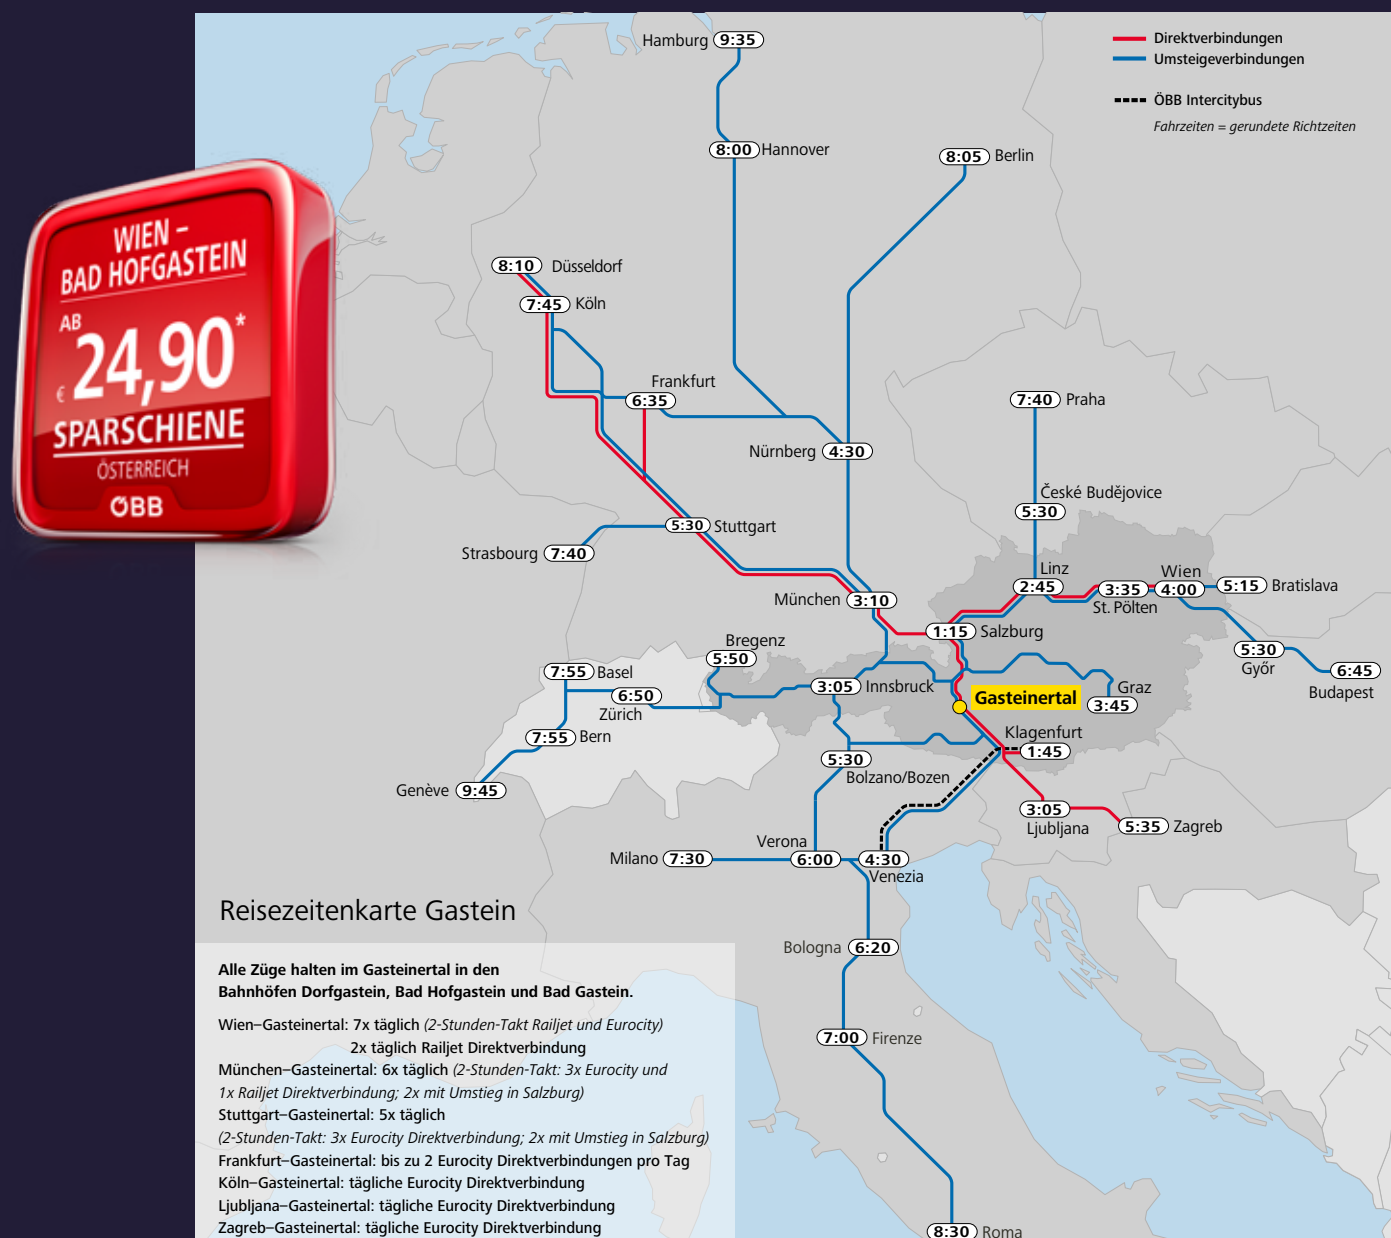 Direktverbindungen
Umsteigeverbindungen
ÖBB Intercitybus
Fahrzeiten = gerundete Richtzeiten
WIEN –
BAD HOFGASTEIN
AB
€ 24,90*
SPARSCHIENE
ÖSTERREICH
ÖBB
Hamburg 9:35
8:00 Hannover
8:05 Berlin
8:10 Düsseldorf
7:45 Köln
Frankfurt
6:35
7:40 Praha
Nürnberg 4:30
České Budějovice
5:30
5:30 Stuttgart
Strasbourg 7:40
München 3:10
Linz
2:45
3:35
St. Pölten
Wien
4:00
5:15 Bratislava
1:15 Salzburg
5:30
Győr
6:45
Budapest
Bregenz
5:50
7:55 Basel
6:50
Zürich
3:05 Innsbruck
Gasteinertal
Graz
3:45
7:55 Bern
Genève 9:45
Klagenfurt
1:45
5:30
Bolzano/Bozen
3:05
Ljubljana
5:35 Zagreb
Verona
6:00
Milano 7:30
4:30
Venezia
Bologna 6:20
7:00 Firenze
8:30 Roma
Reisezeitenkarte Gastein
Alle Züge halten im Gasteinertal in den
Bahnhöfen Dorfgastein, Bad Hofgastein und Bad Gastein.
Wien–Gasteinertal: 7x täglich (2-Stunden-Takt Railjet und Eurocity)
2x täglich Railjet Direktverbindung
München–Gasteinertal: 6x täglich (2-Stunden-Takt: 3x Eurocity und
1x Railjet Direktverbindung; 2x mit Umstieg in Salzburg)
Stuttgart–Gasteinertal: 5x täglich
(2-Stunden-Takt: 3x Eurocity Direktverbindung; 2x mit Umstieg in Salzburg)
Frankfurt–Gasteinertal: bis zu 2 Eurocity Direktverbindungen pro Tag
Köln–Gasteinertal: tägliche Eurocity Direktverbindung
Ljubljana–Gasteinertal: tägliche Eurocity Direktverbindung
Zagreb–Gasteinertal: tägliche Eurocity Direktverbindung